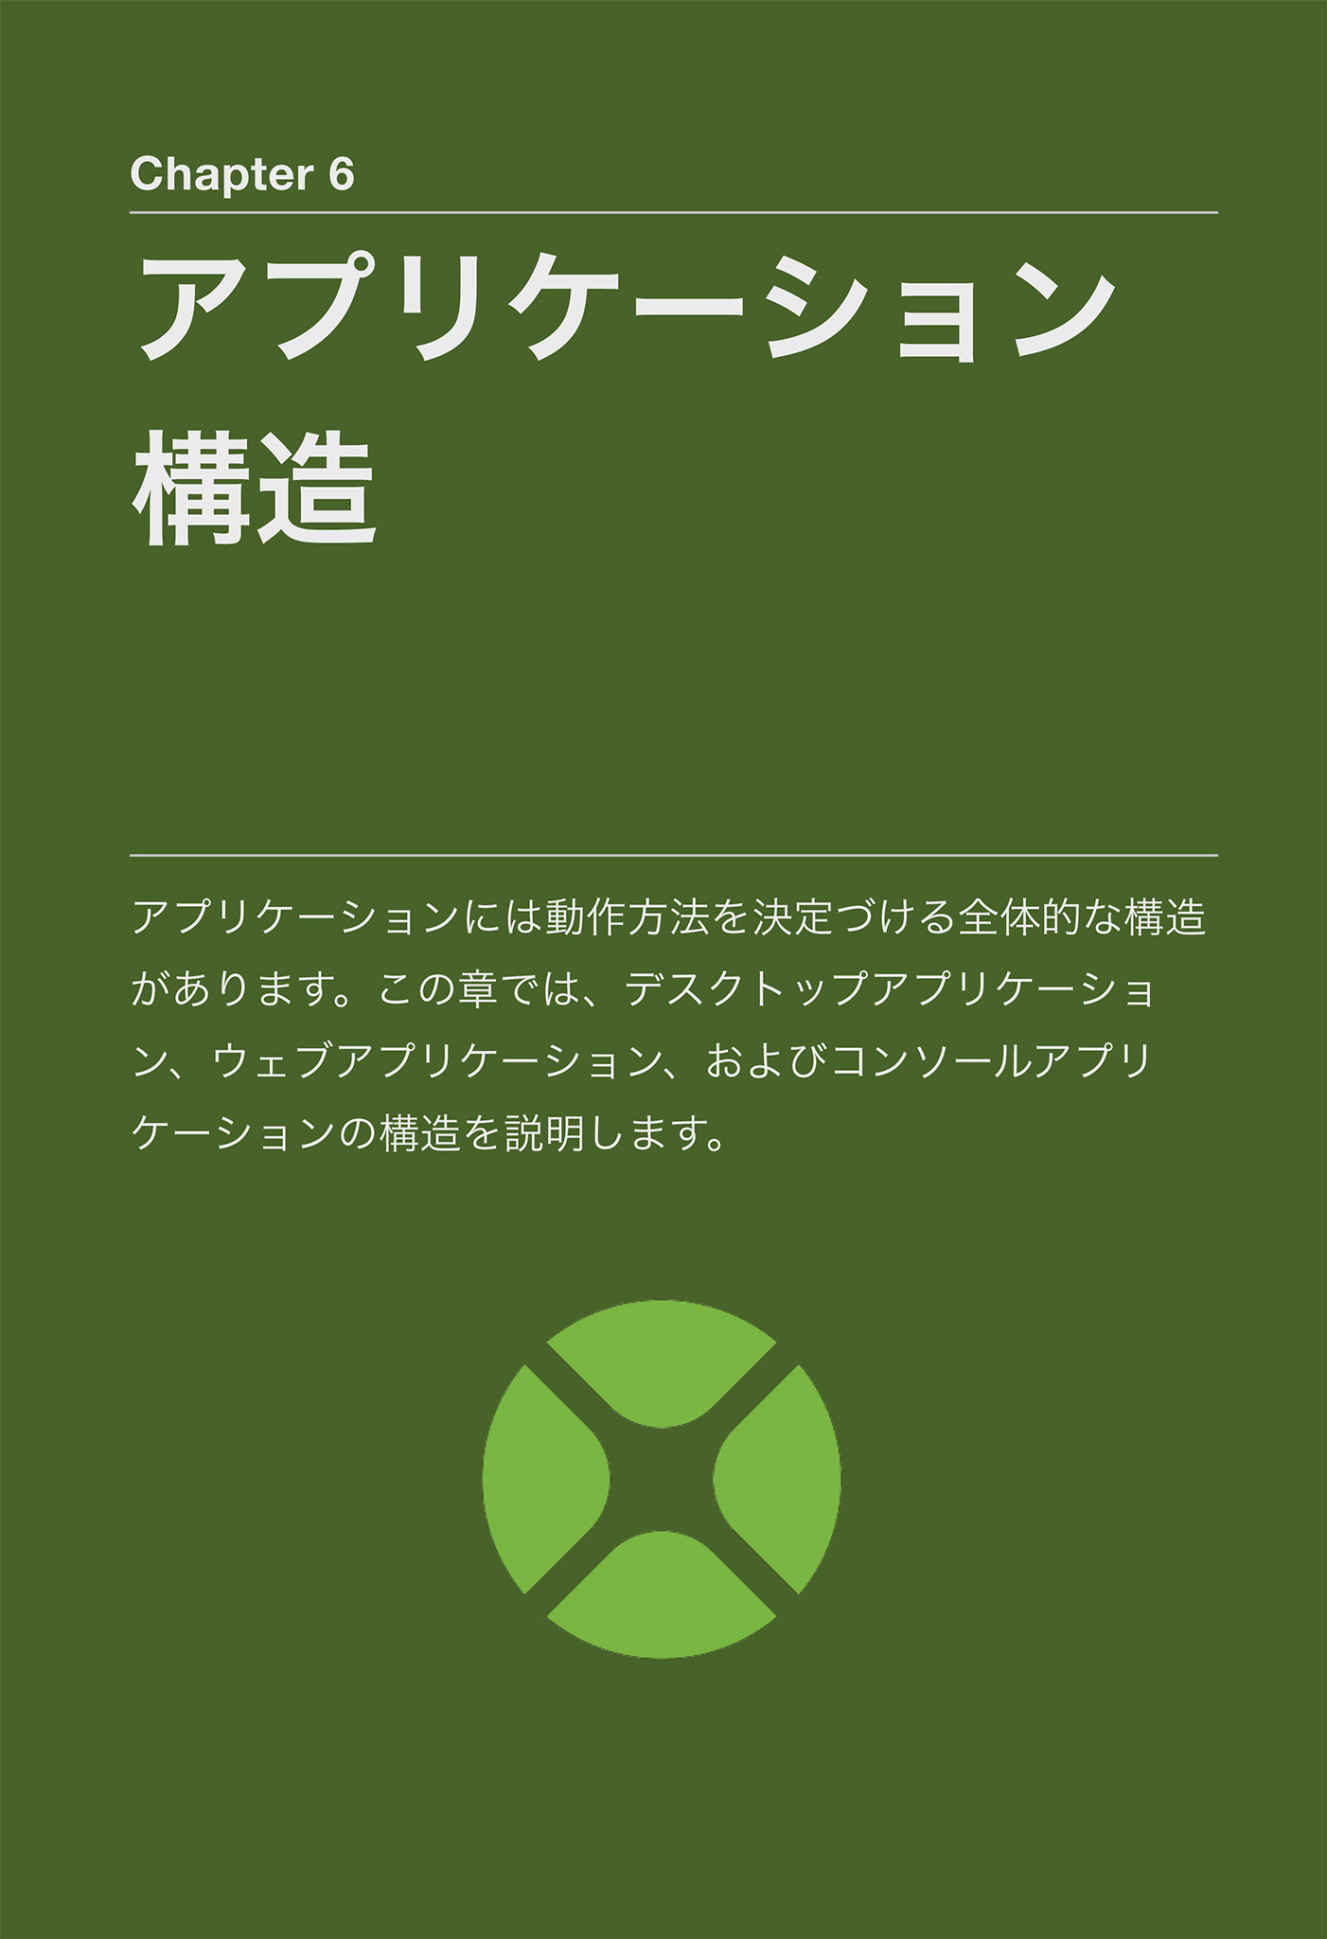 Chapter 6
アプリケーション
構造
アプリケーションには動作方法を決定づける全体的な構造
があります。この章では、デスクトップアプリケーショ
ン、ウェブアプリケーション、およびコンソールアプリ
ケーションの構造を説明します。